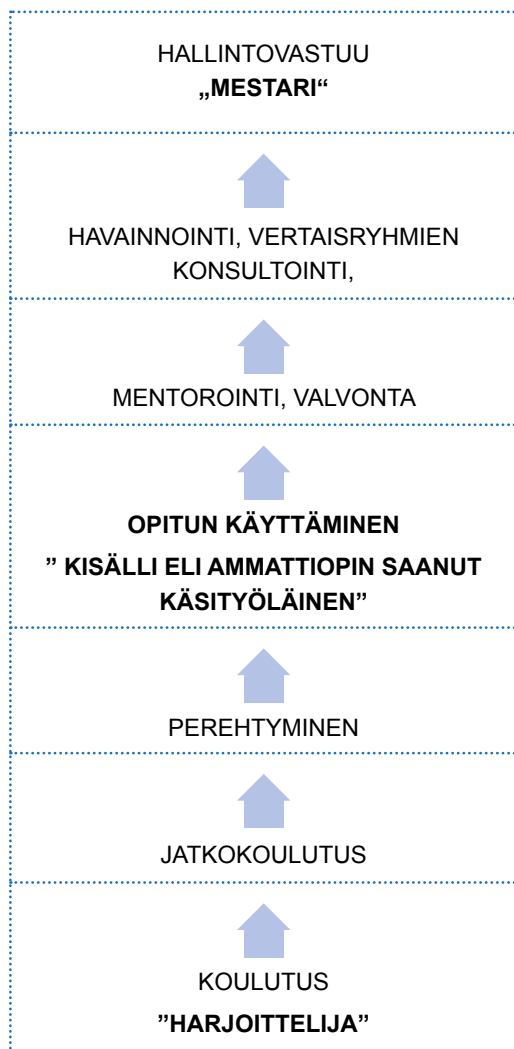 HALLINTOVASTUU
„MESTARI“
HAVAINNOINTI, VERTAISRYHMIEN
KONSULTOINTI,
MENTOROINTI, VALVONTA
OPITUN KÄYTTÄMINEN
” KISÄLLI ELI AMMATTIOPIN SAANUT
KÄSITYÖLÄINEN”
PEREHTYMINEN
JATKOKOULUTUS
KOULUTUS
”HARJOITTELIJA”